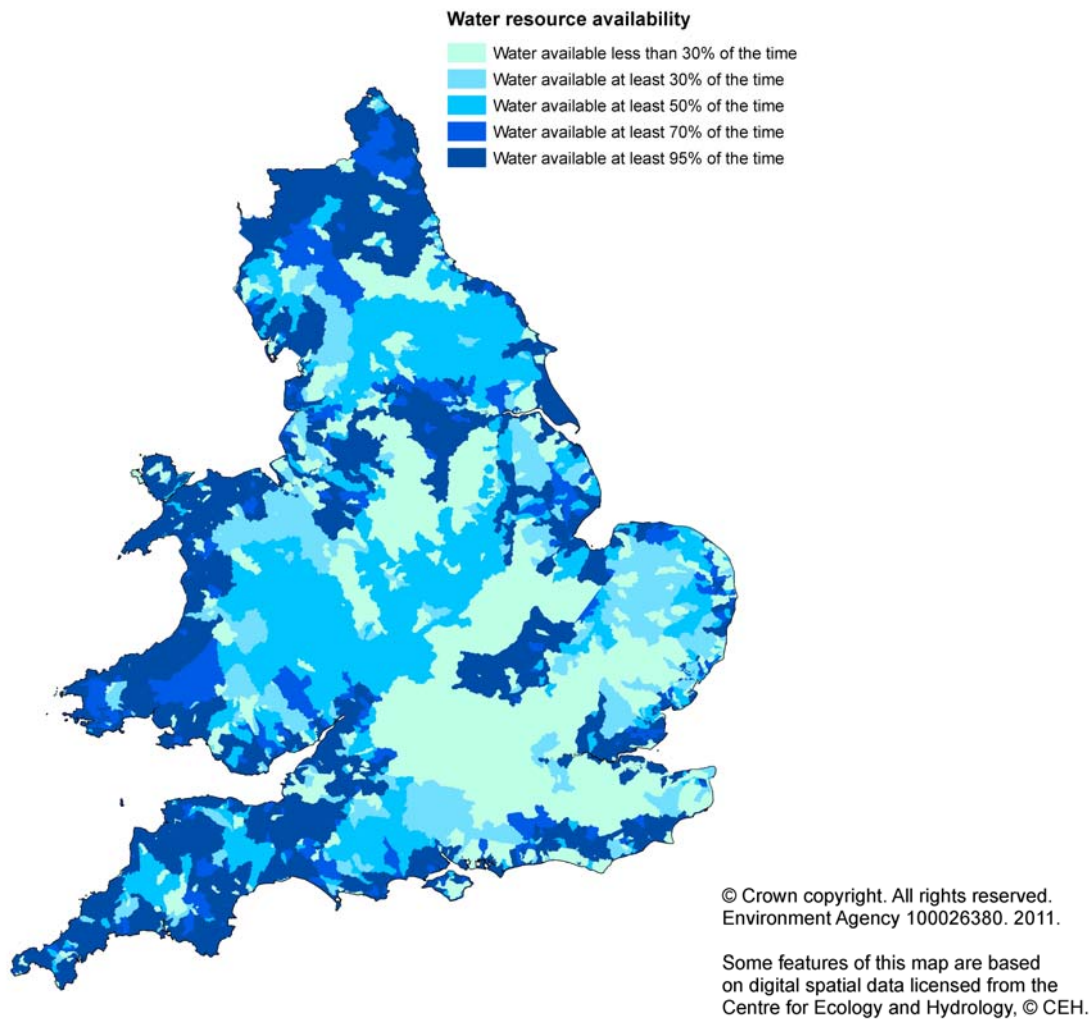 Water resource availability
Water available less than 30% of the time
Water available at least 30% of the time
Water available at least 50% of the time
Water available at least 70% of the time
Water available at least 95% of the time
© Crown copyright. All rights reserved.
Environment Agency 100026380. 2011.
Some features of this map are based
on digital spatial data licensed from the
Centre for Ecology and Hydrology, © CEH.